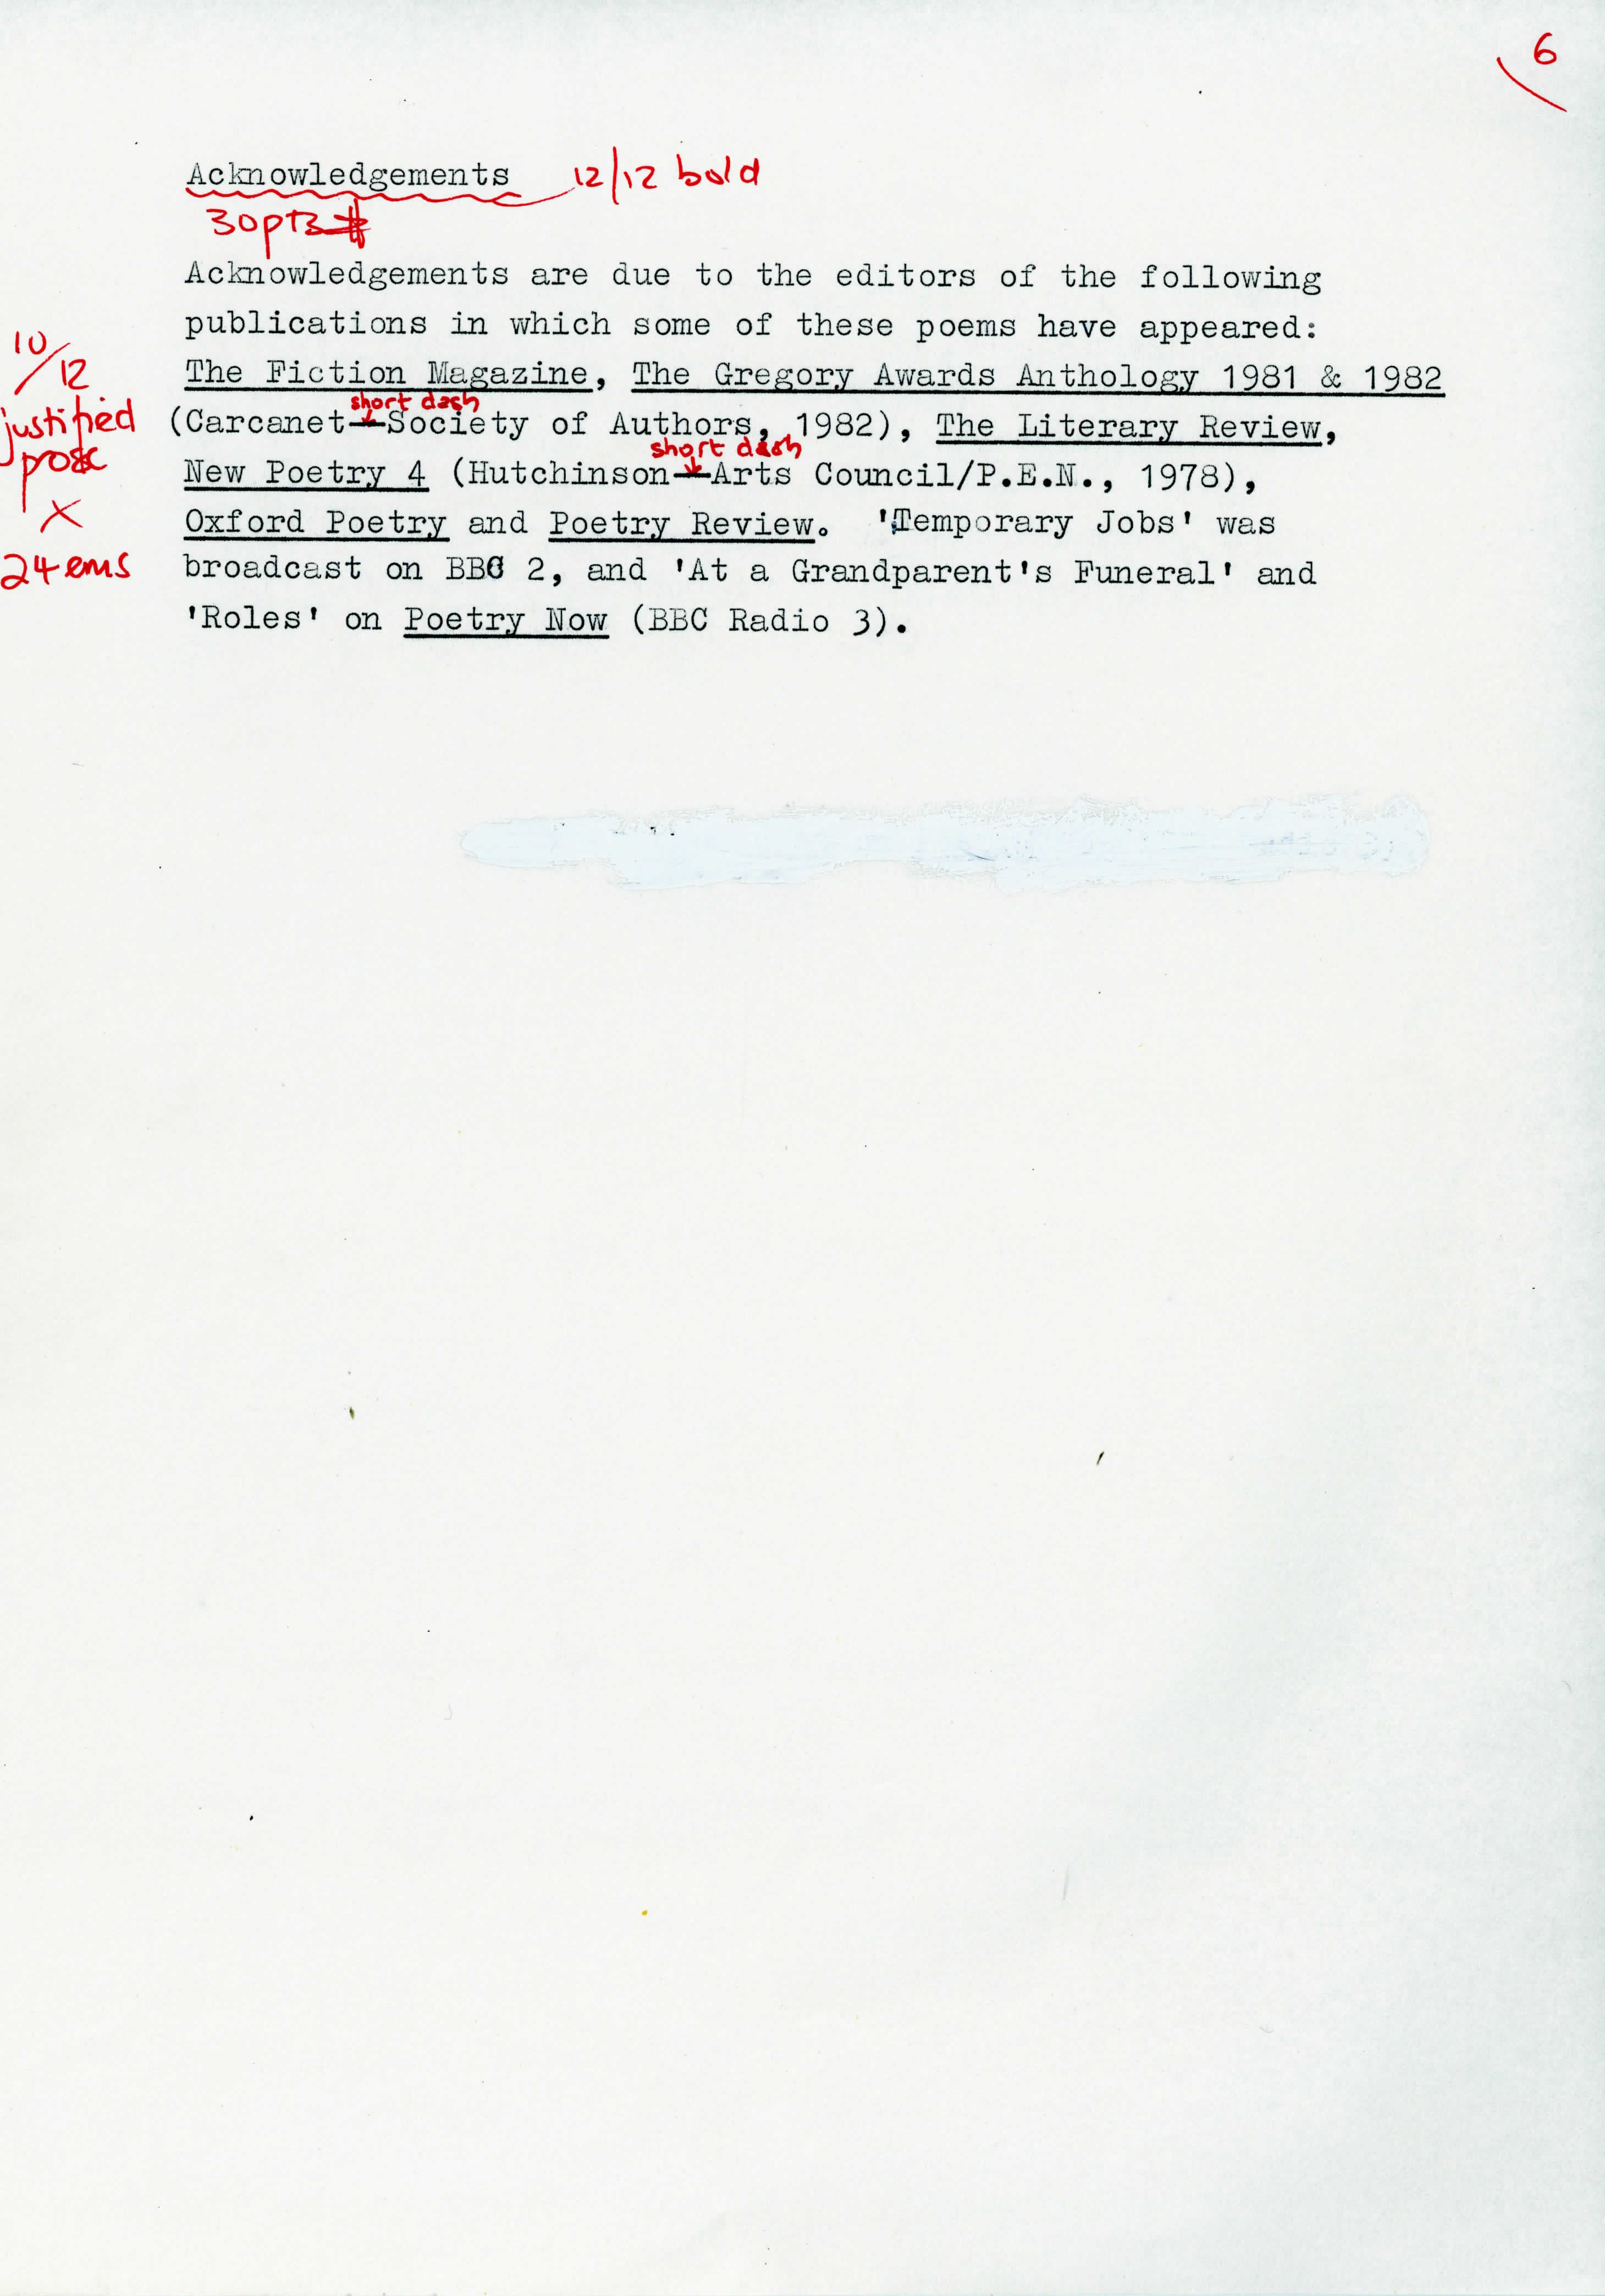 6
Acknowledgements 12/12 bold
30pts #
Acknowledgements are due to the editors of the following
publications in which some of these poems have appeared:
The Fiction Magazine, The Gregory Awards Anthology 1981 & 1982
short dash
(Carcanet—Society of Authors, 1982), The Literary Review,
short dash
New Poetry 4 (Hutchinson—Arts Council/P.E.N., 1978),
Oxford Poetry and Poetry Review. 'Temporary Jobs' was
broadcast on BBC 2, and 'At a Grandparent's Funeral' and
'Roles' on Poetry Now (BBC Radio 3).
10/12
justified
prose
×
24 ems